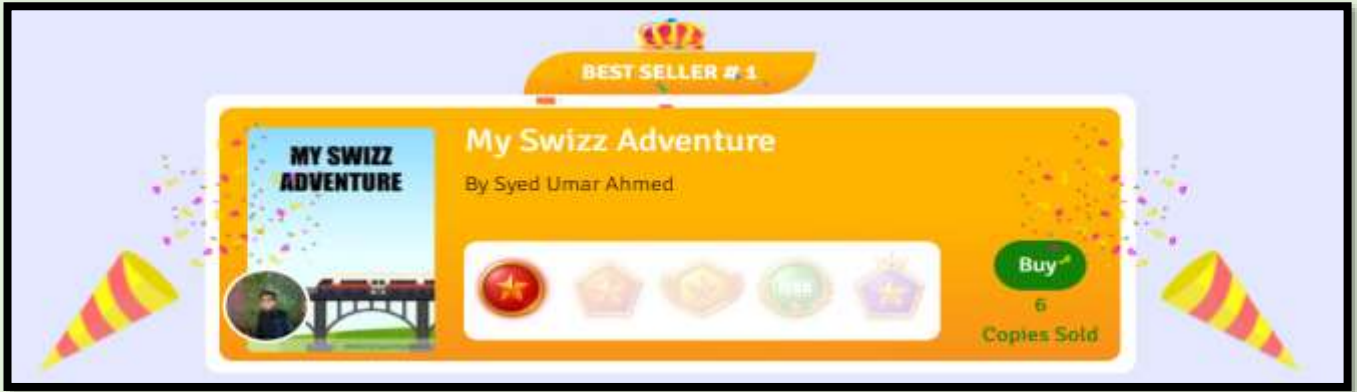 BEST SELLER # 1
MY SWIZZ
ADVENTURE
My Swizz Adventure
By Syed Umar Ahmed
Buy
6
Copies Sold